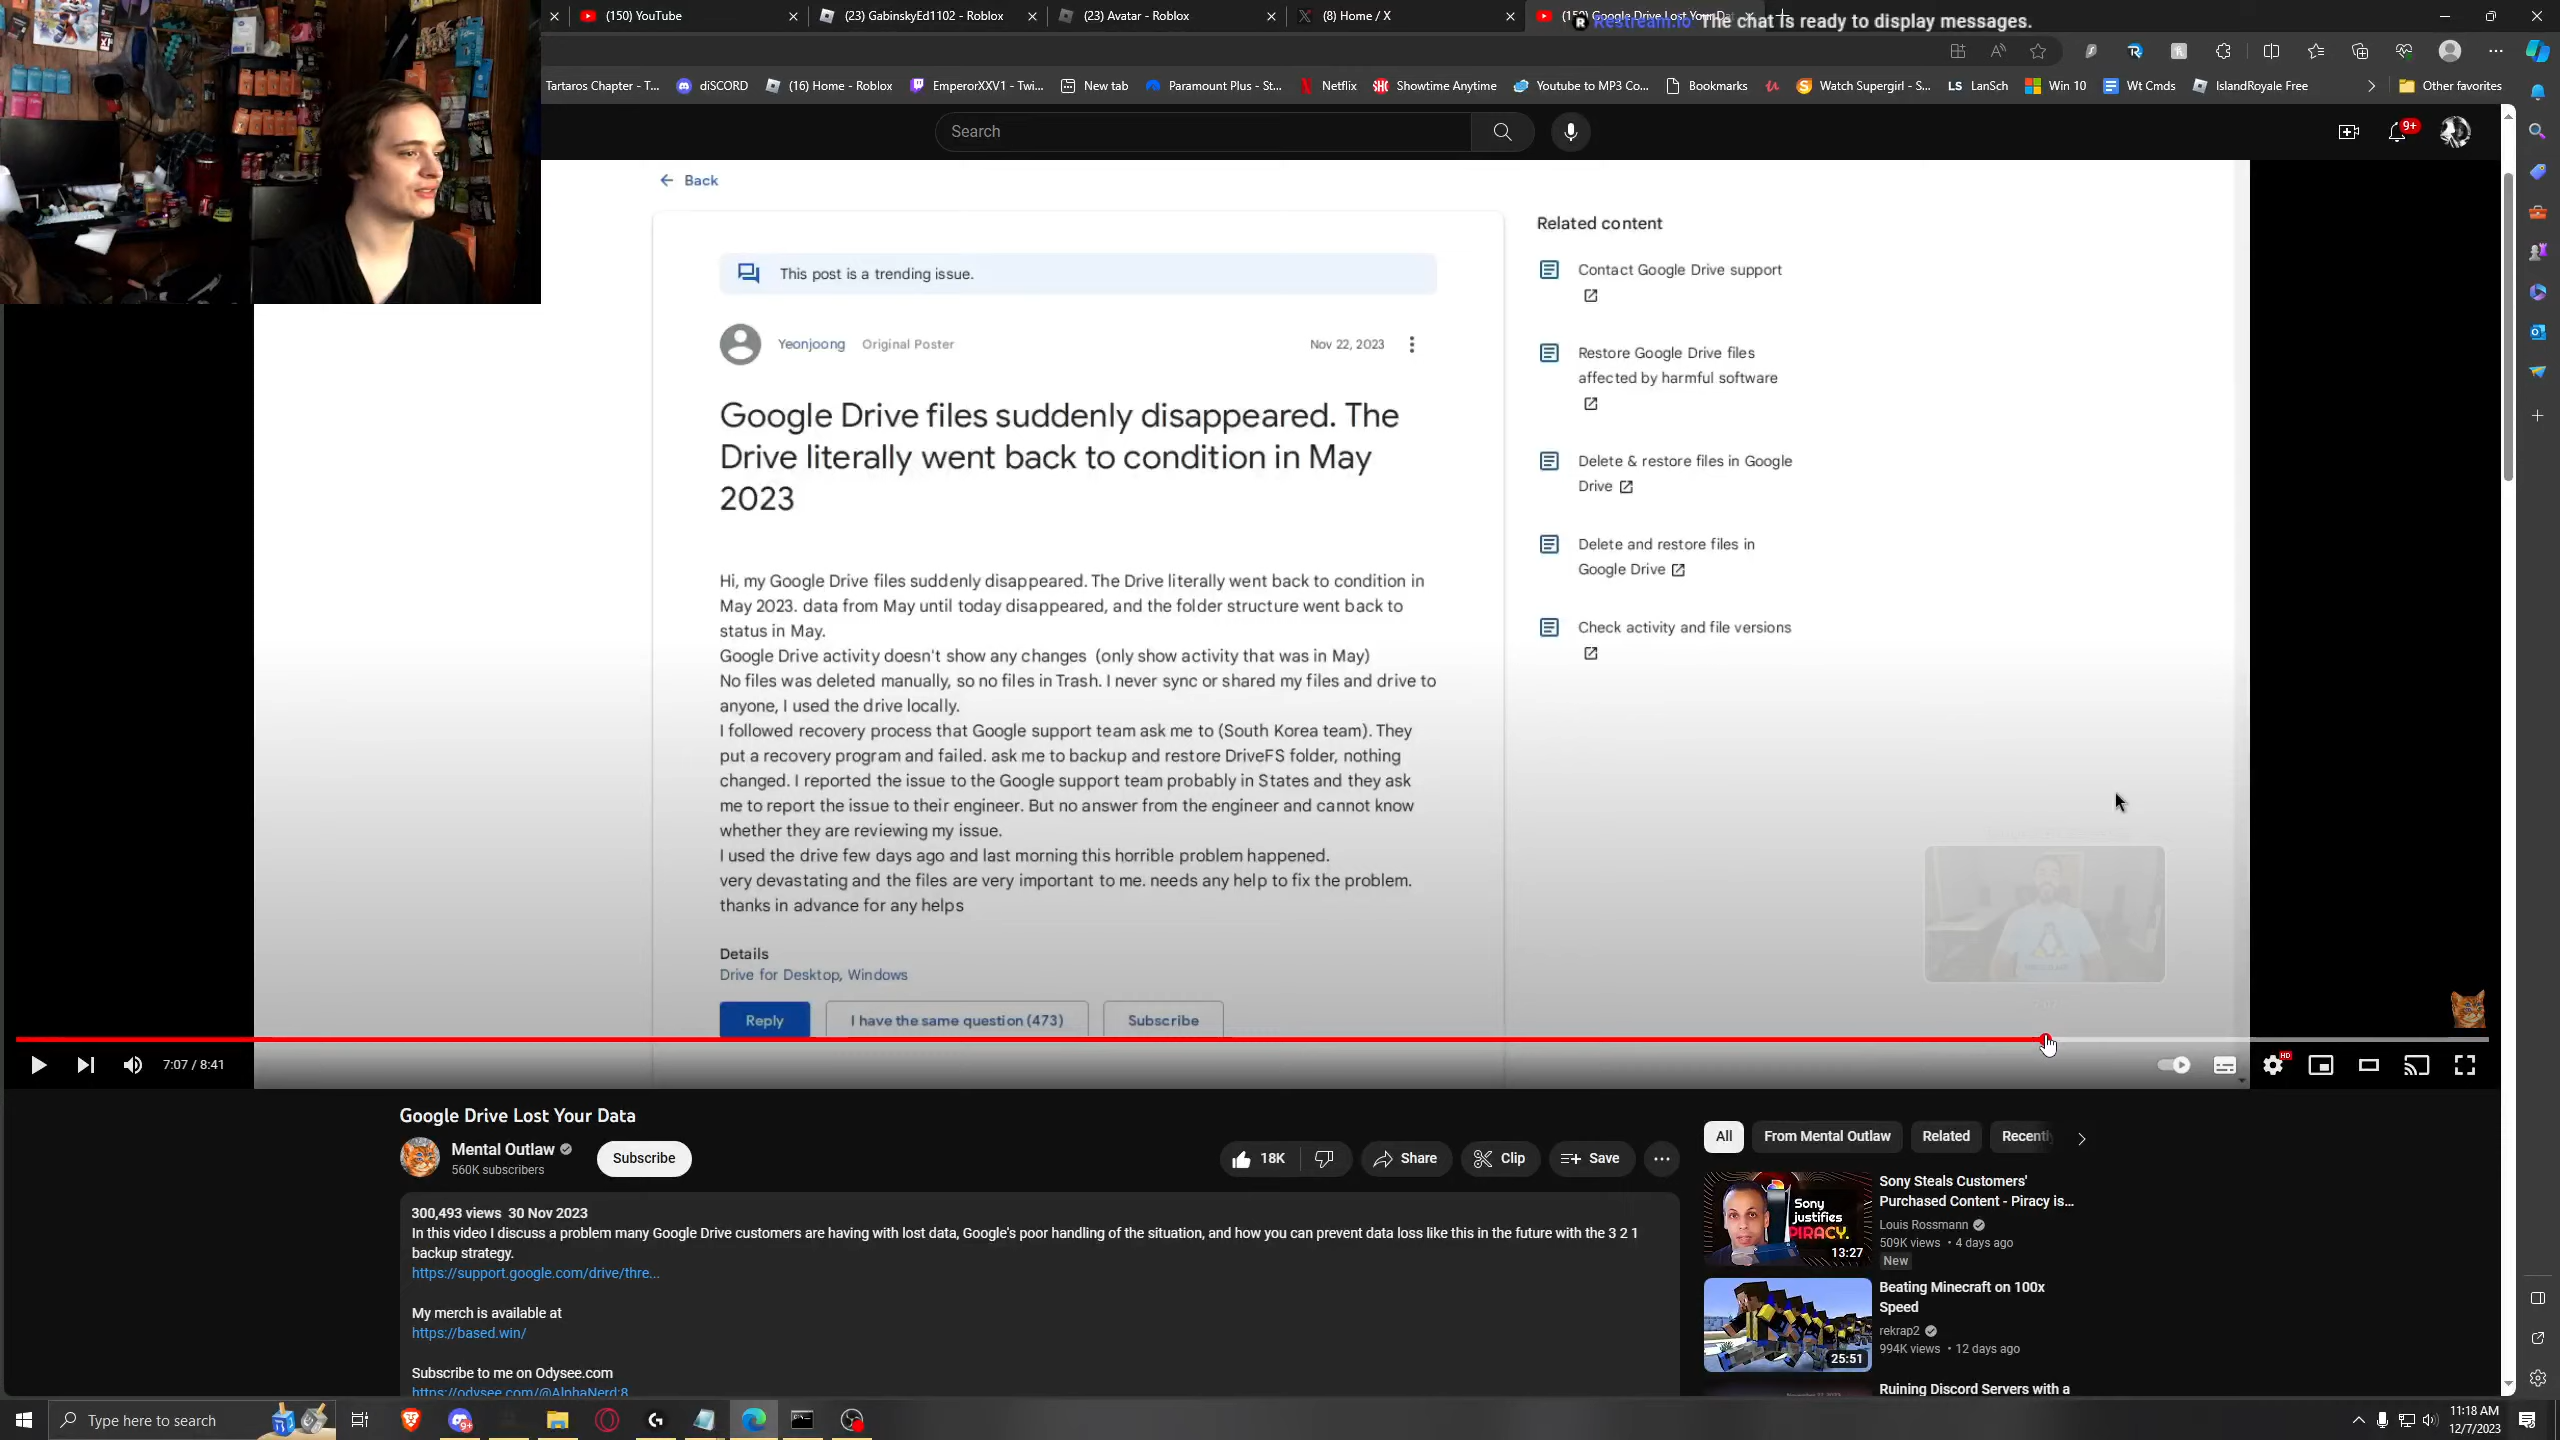 (150) YouTube
(23) GabinskyEd1102 - Roblox
(23) Avatar - Roblox
(8) Home / X
Restream.io The chat is ready to display messages.
Tartaros Chapter - T...
diSCORD
(16) Home - Roblox
EmperorXXV1 - Twi...
New tab
Paramount Plus - St...
Netflix
Showtime Anytime
Youtube to MP3 Co...
Bookmarks
Watch Supergirl - S...
LanSch
Win 10
Wt Cmds
IslandRoyale Free
Other favorites
Search
9+
Back
This post is a trending issue.
Yeonjoong Original Poster
Nov 22, 2023
Google Drive files suddenly disappeared. The
Drive literally went back to condition in May
2023
Hi, my Google Drive files suddenly disappeared. The Drive literally went back to condition in
May 2023. data from May until today disappeared, and the folder structure went back to
status in May.
Google Drive activity doesn't show any changes (only show activity that was in May)
No files was deleted manually, so no files in Trash. I never sync or shared my files and drive to
anyone, I used the drive locally.
I followed recovery process that Google support team ask me to (South Korea team). They
put a recovery program and failed. ask me to backup and restore DriveFS folder, nothing
changed. I reported the issue to the Google support team probably in States and they ask
me to report the issue to their engineer. But no answer from the engineer and cannot know
whether they are reviewing my issue.
I used the drive few days ago and last morning this horrible problem happened.
very devastating and the files are very important to me. needs any help to fix the problem.
thanks in advance for any helps
Details
Drive for Desktop, Windows
Reply
I have the same question (473)
Subscribe
Related content
Contact Google Drive support
Restore Google Drive files
affected by harmful software
Delete & restore files in Google
Drive
Delete and restore files in
Google Drive
Check activity and file versions
7:07 / 8:41
HD
Google Drive Lost Your Data
Mental Outlaw
560K subscribers
Subscribe
18K
Share
Clip
Save
300,493 views 30 Nov 2023
In this video I discuss a problem many Google Drive customers are having with lost data, Google's poor handling of the situation, and how you can prevent data loss like this in the future with the 3 2 1
backup strategy.
https://support.google.com/drive/thre...
My merch is available at
https://based.win/
Subscribe to me on Odysee.com
https://odysee.com/@AlphaNerd:8
All
From Mental Outlaw
Related
Recently
Sony
justifies
PIRACY.
13:27
Sony Steals Customers'
Purchased Content - Piracy is...
Louis Rossmann
509K views • 4 days ago
New
25:51
Beating Minecraft on 100x
Speed
rekrap2
994K views • 12 days ago
Ruining Discord Servers with a
Type here to search
9+
11:18 AM
12/7/2023